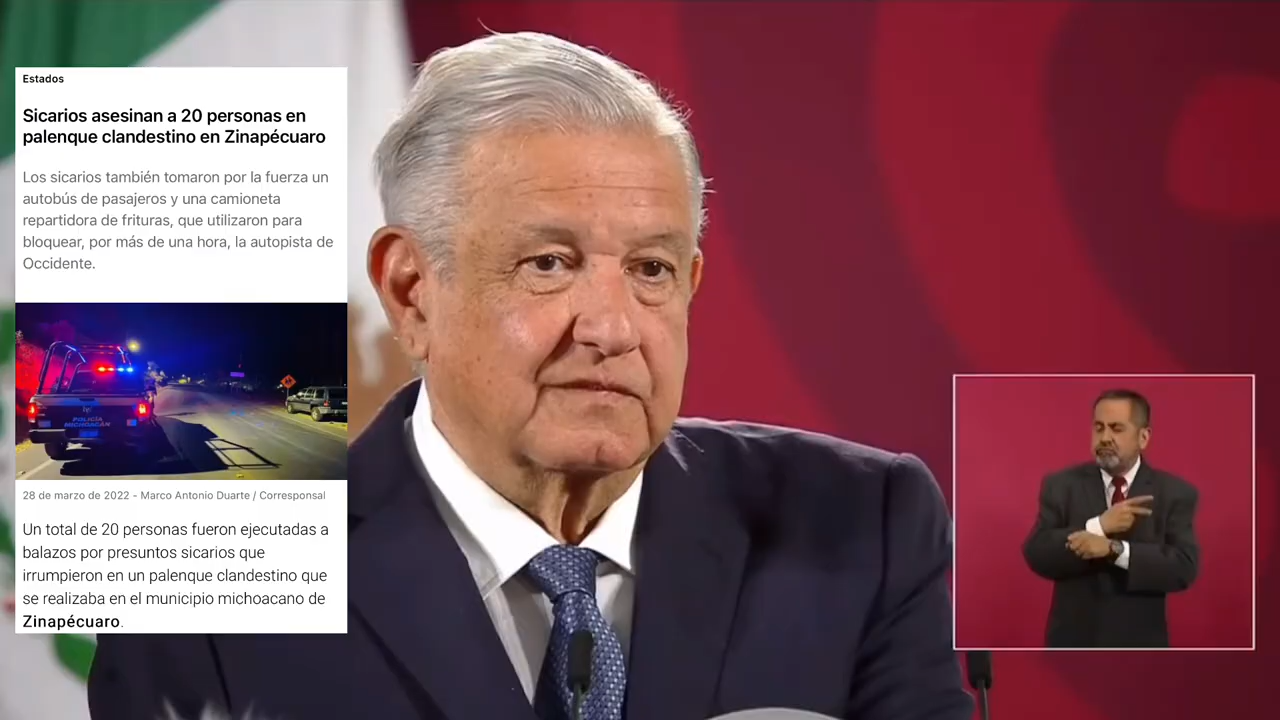 Estados
Sicarios asesinan a 20 personas en
palenque clandestino en Zinapécuaro
Los sicarios también tomaron por la fuerza un
autobús de pasajeros y una camioneta
repartidora de frituras, que utilizaron para
bloquear, por más de una hora, la autopista de
Occidente.
POLICÍA
MICHOACÁN
28 de marzo de 2022 - Marco Antonio Duarte / Corresponsal
Un total de 20 personas fueron ejecutadas a
balazos por presuntos sicarios que
irrumpieron en un palenque clandestino que
se realizaba en el municipio michoacano de
Zinapécuaro.